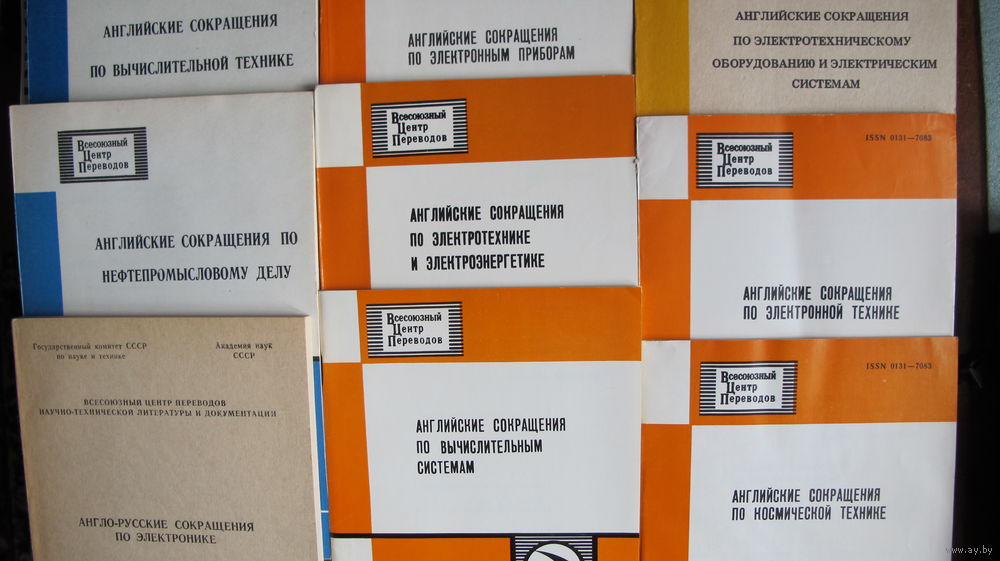 АНГЛИЙСКИЕ СОКРАЩЕНИЯ
ПО ВЫЧИСЛИТЕЛЬНОЙ ТЕХНИКЕ
Всесоюзный
Центр
Переводов
АНГЛИЙСКИЕ СОКРАЩЕНИЯ ПО
НЕФТЕПРОМЫСЛОВОМУ ДЕЛУ
Государственный комитет СССР
по науке и технике
Академия наук
СССР
ВСЕСОЮЗНЫЙ ЦЕНТР ПЕРЕВОДОВ
НАУЧНО-ТЕХНИЧЕСКОЙ ЛИТЕРАТУРЫ И ДОКУМЕНТАЦИИ
АНГЛО-РУССКИЕ СОКРАЩЕНИЯ
ПО ЭЛЕКТРОНИКЕ
АНГЛИЙСКИЕ СОКРАЩЕНИЯ
ПО ЭЛЕКТРОННЫМ ПРИБОРАМ
Всесоюзный
Центр
Переводов
АНГЛИЙСКИЕ СОКРАЩЕНИЯ
ПО ЭЛЕКТРОТЕХНИКЕ
И ЭЛЕКТРОЭНЕРГЕТИКЕ
Всесоюзный
Центр
Переводов
АНГЛИЙСКИЕ СОКРАЩЕНИЯ
ПО ВЫЧИСЛИТЕЛЬНЫМ
СИСТЕМАМ
АНГЛИЙСКИЕ СОКРАЩЕНИЯ
ПО ЭЛЕКТРОТЕХНИЧЕСКОМУ
ОБОРУДОВАНИЮ И ЭЛЕКТРИЧЕСКИМ
СИСТЕМАМ
Всесоюзный
Центр
Переводов
ISSN 0131—7083
АНГЛИЙСКИЕ СОКРАЩЕНИЯ
ПО ЭЛЕКТРОННОЙ ТЕХНИКЕ
Всесоюзный
Центр
Переводов
ISSN 0131—7083
АНГЛИЙСКИЕ СОКРАЩЕНИЯ
ПО КОСМИЧЕСКОЙ ТЕХНИКЕ
www.ay.by